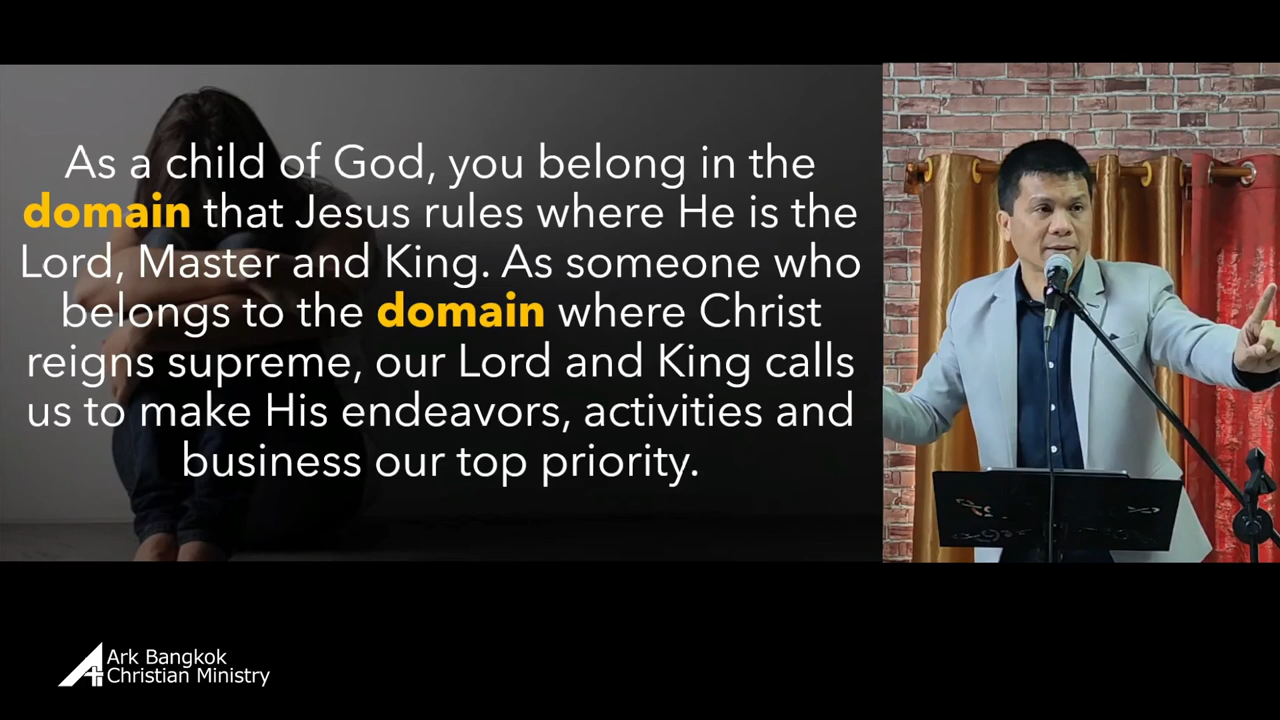 As a child of God, you belong in the
domain that Jesus rules where He is the
Lord, Master and King. As someone who
belongs to the domain where Christ
reigns supreme, our Lord and King calls
us to make His endeavors, activities and
business our top priority.
Ark Bangkok
Christian Ministry